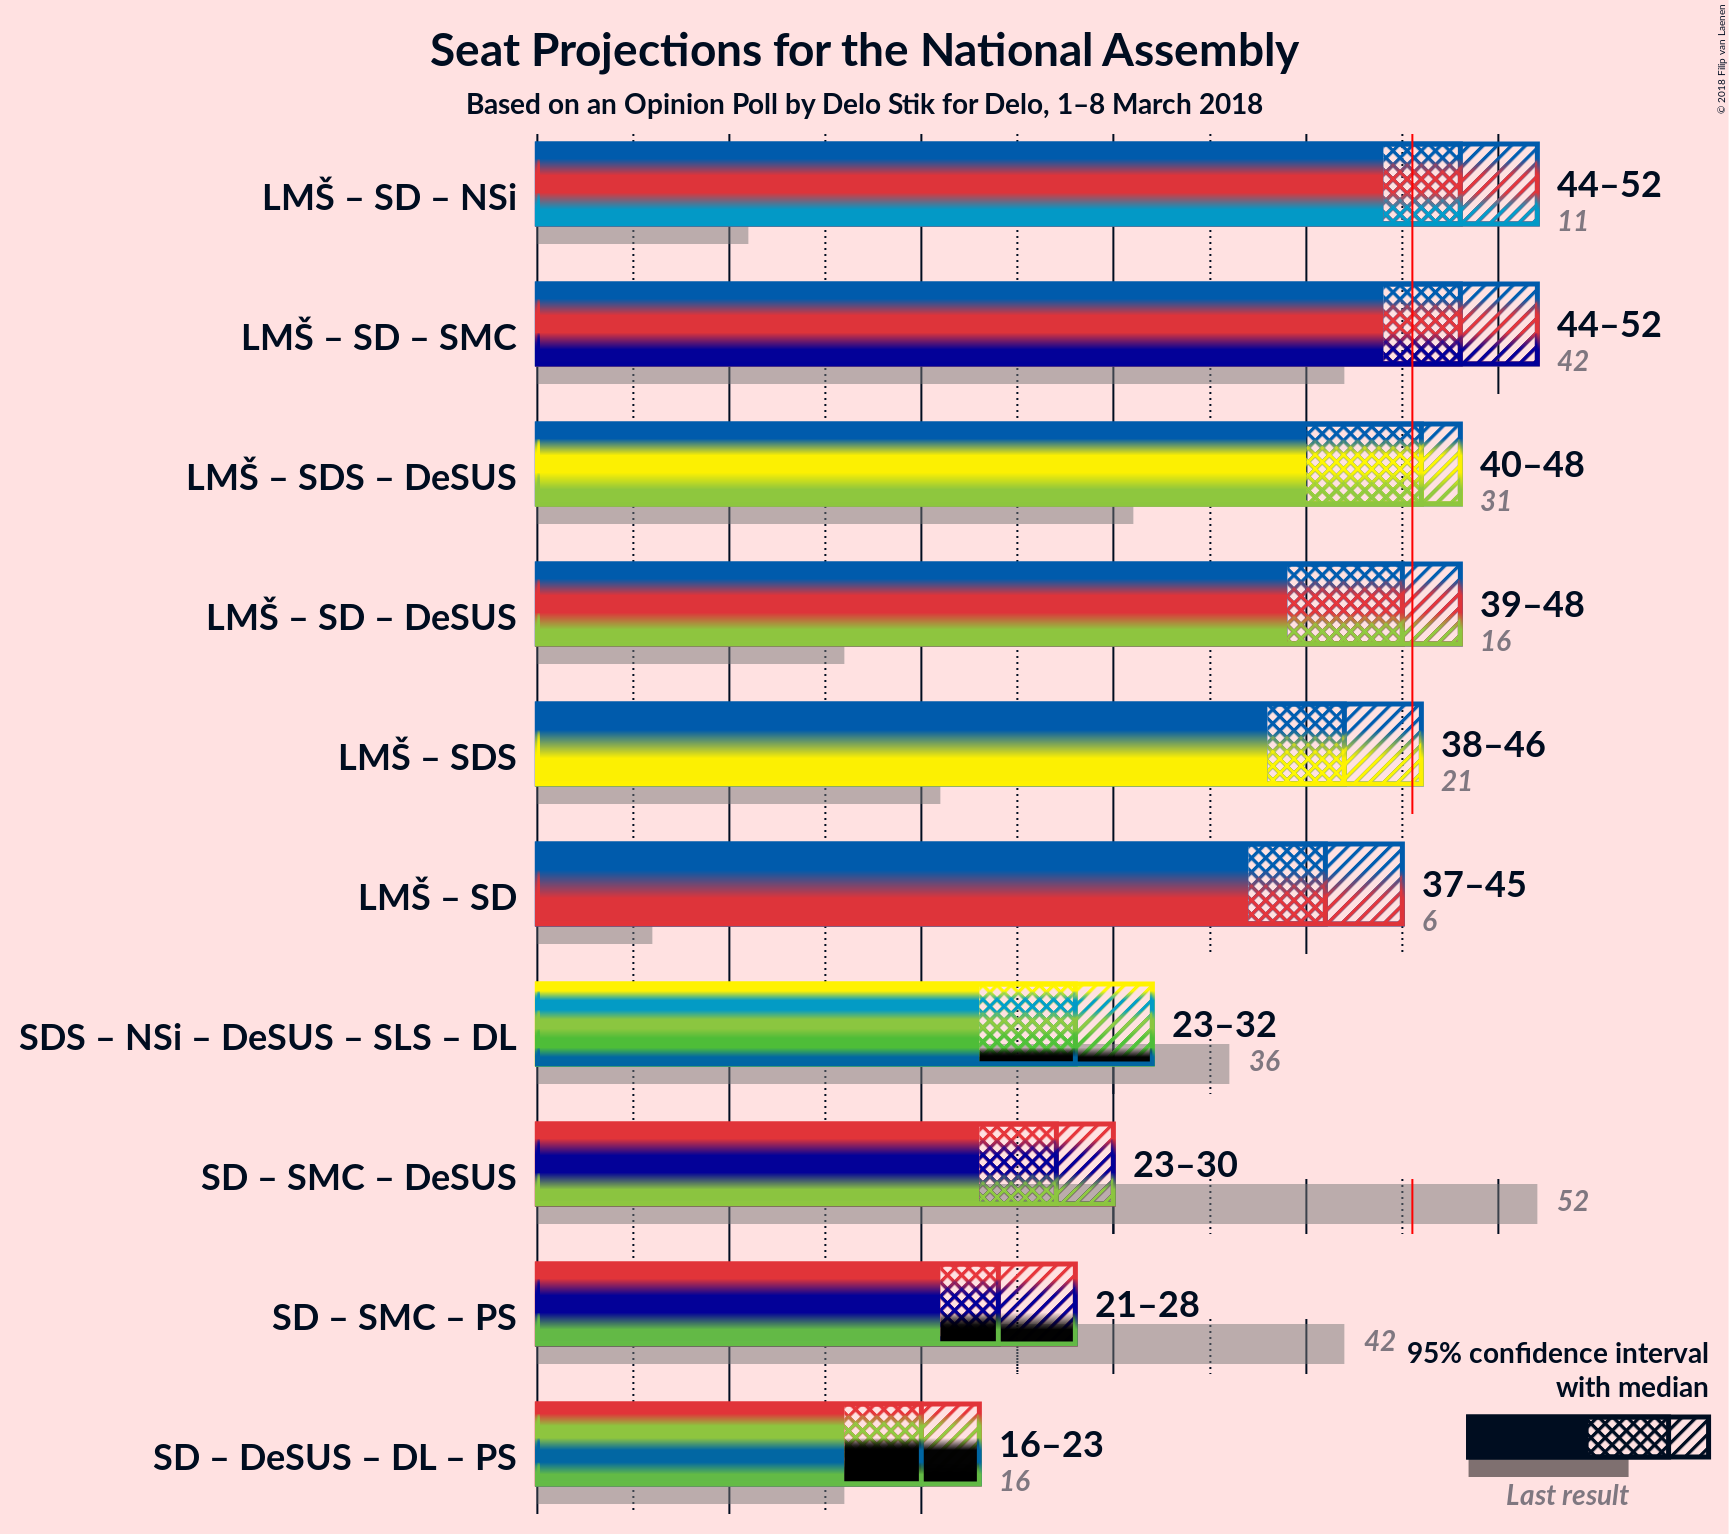 Seat Projections for the National Assembly
Based on an Opinion Poll by Delo Stik for Delo, 1–8 March 2018
© 2018 Filip van Laenen
LMŠ – SD – NSi
44–52
11
LMŠ – SD – SMC
44–52
42
LMŠ – SDS – DeSUS
40–48
31
LMŠ – SD – DeSUS
39–48
16
LMŠ – SDS
38–46
21
LMŠ – SD
37–45
6
SDS – NSi – DeSUS – SLS – DL
23–32
36
SD – SMC – DeSUS
23–30
52
SD – SMC – PS
21–28
42
SD – DeSUS – DL – PS
16–23
16
95% confidence interval
with median
Last result